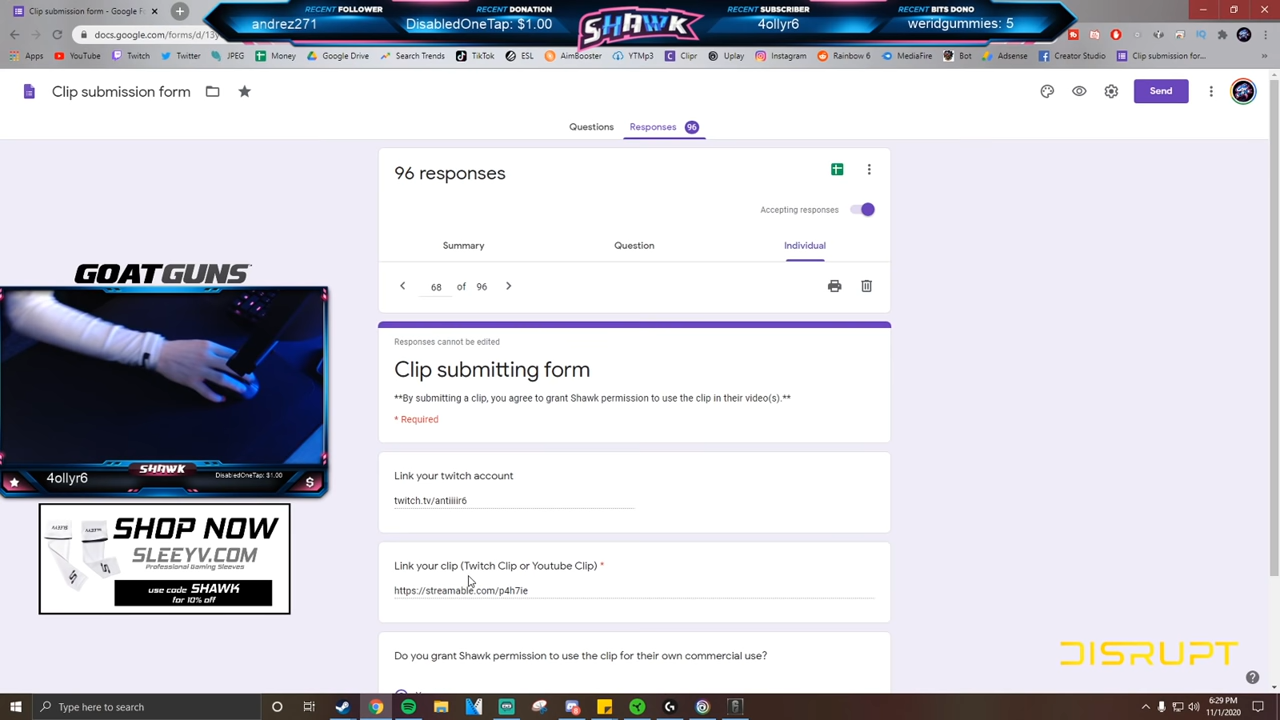 Clip submission form - Google F
RECENT FOLLOWER
andrez271
RECENT DONATION
DisabledOneTap: $1.00
SHAWK
RECENT SUBSCRIBER
4ollyr6
RECENT BITS DONO
weridgummies: 5
docs.google.com/forms/d/13y
Apps
YouTube
Twitch
Twitter
JPEG
Money
Google Drive
Search Trends
TikTok
ESL
AimBooster
YTMp3
Clipr
Uplay
Instagram
Rainbow 6
MediaFire
Bot
Adsense
Creator Studio
Clip submission for...
Clip submission form
Send
Questions
Responses 96
96 responses
Accepting responses
Summary
Question
Individual
68 of 96
Responses cannot be edited
Clip submitting form
**By submitting a clip, you agree to grant Shawk permission to use the clip in their video(s).**
* Required
Link your twitch account
twitch.tv/antiiiir6
Link your clip (Twitch Clip or Youtube Clip) *
https://streamable.com/p4h7ie
Do you grant Shawk permission to use the clip for their own commercial use?
GOATGUNS
4ollyr6
SHAWK
DisabledOneTap: $1.00
SHOP NOW
SLEEYV.COM
Professional Gaming Sleeves
use code SHAWK
for 10% off
DISRUPT
Type here to search
6:29 PM
11/1/2020